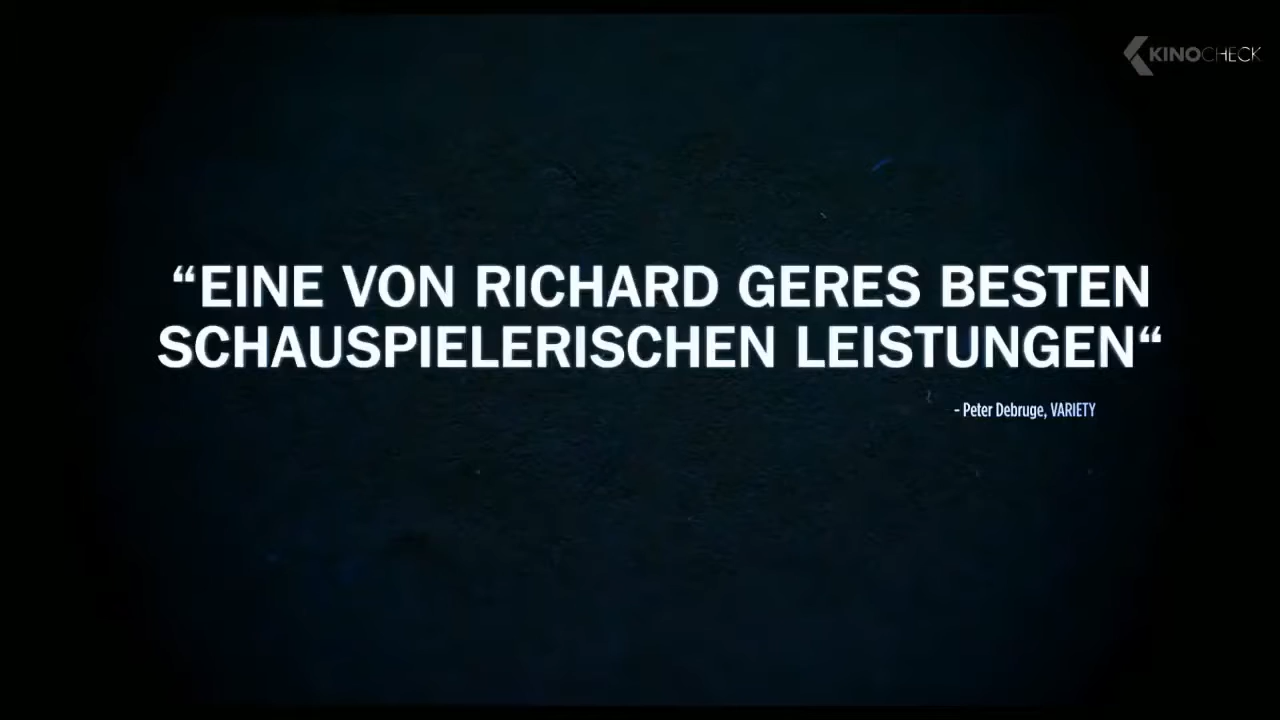 KINOCHECK
“EINE VON RICHARD GERES BESTEN
SCHAUSPIELERISCHEN LEISTUNGEN“
- Peter Debruge, VARIETY